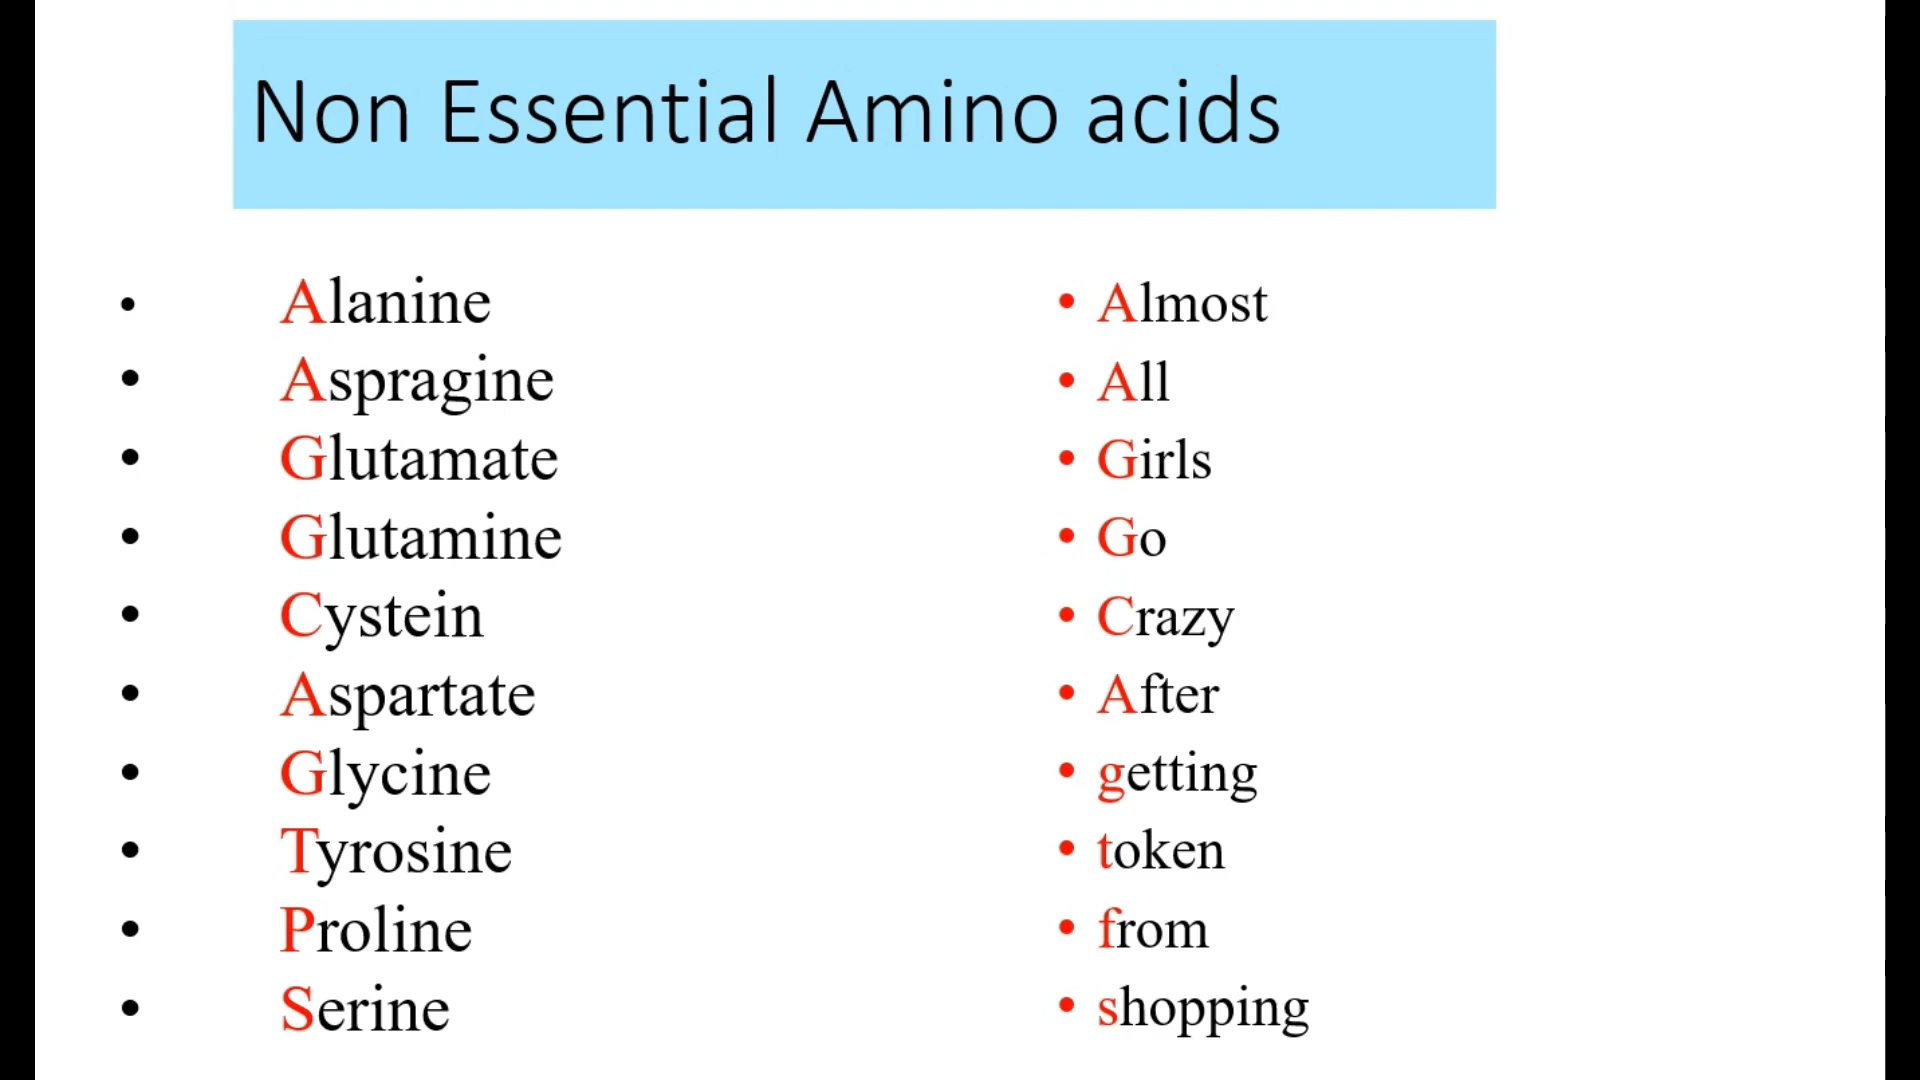 Non Essential Amino acids
• Alanine
• Aspragine
• Glutamate
• Glutamine
• Cystein
• Aspartate
• Glycine
• Tyrosine
• Proline
• Serine
• Almost
• All
• Girls
• Go
• Crazy
• After
• getting
• token
• from
• shopping